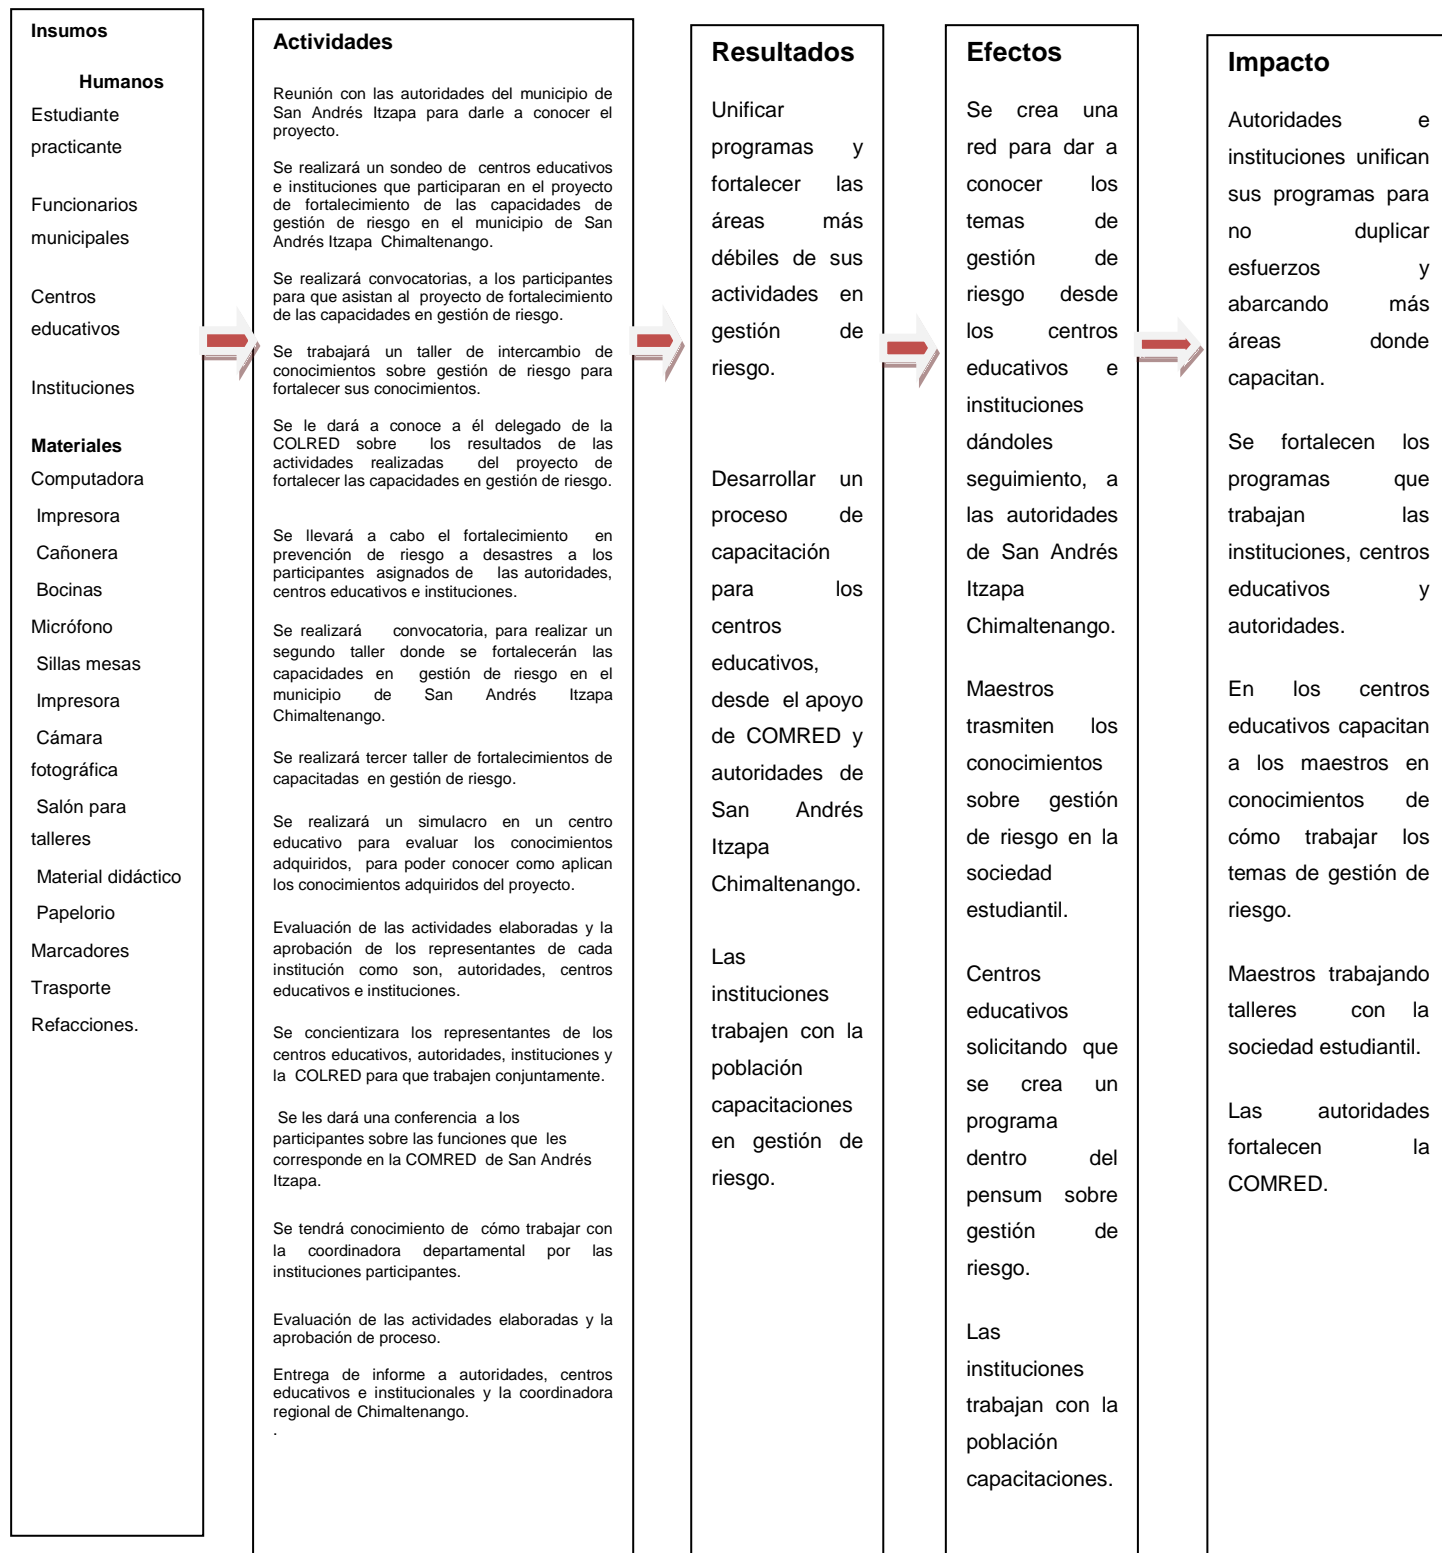 Insumos
Humanos
Estudiante
practicante
Funcionarios
municipales
Centros
educativos
Instituciones
Materiales
Computadora
Impresora
Cañonera
Bocinas
Micrófono
Sillas mesas
Impresora
Cámara
fotográfica
Salón para
talleres
Material didáctico
Papelorio
Marcadores
Trasporte
Refacciones.
Actividades
Reunión con las autoridades del municipio de
San Andrés Itzapa para darle a conocer el
proyecto.
Se realizará un sondeo de centros educativos
e instituciones que participaran en el proyecto
de fortalecimiento de las capacidades de
gestión de riesgo en el municipio de San
Andrés Itzapa Chimaltenango.
Se realizará convocatorias, a los participantes
para que asistan al proyecto de fortalecimiento
de las capacidades en gestión de riesgo.
Se trabajará un taller de intercambio de
conocimientos sobre gestión de riesgo para
fortalecer sus conocimientos.
Se le dará a conoce a él delegado de la
COLRED sobre los resultados de las
actividades realizadas del proyecto de
fortalecer las capacidades en gestión de riesgo.
Se llevará a cabo el fortalecimiento en
prevención de riesgo a desastres a los
participantes asignados de las autoridades,
centros educativos e instituciones.
Se realizará convocatoria, para realizar un
segundo taller donde se fortalecerán las
capacidades en gestión de riesgo en el
municipio de San Andrés Itzapa
Chimaltenango.
Se realizará tercer taller de fortalecimientos de
capacitadas en gestión de riesgo.
Se realizará un simulacro en un centro
educativo para evaluar los conocimientos
adquiridos, para poder conocer como aplican
los conocimientos adquiridos del proyecto.
Evaluación de las actividades elaboradas y la
aprobación de los representantes de cada
institución como son, autoridades, centros
educativos e instituciones.
Se concientizara los representantes de los
centros educativos, autoridades, instituciones y
la COLRED para que trabajen conjuntamente.
Se les dará una conferencia a los
participantes sobre las funciones que les
corresponde en la COMRED de San Andrés
Itzapa.
Se tendrá conocimiento de cómo trabajar con
la coordinadora departamental por las
instituciones participantes.
Evaluación de las actividades elaboradas y la
aprobación de proceso.
Entrega de informe a autoridades, centros
educativos e institucionales y la coordinadora
regional de Chimaltenango.
.
Resultados
Unificar
programas y
fortalecer las
áreas más
débiles de sus
actividades en
gestión de
riesgo.
Desarrollar un
proceso de
capacitación
para los
centros
educativos,
desde el apoyo
de COMRED y
autoridades de
San Andrés
Itzapa
Chimaltenango.
Las
instituciones
trabajen con la
población
capacitaciones
en gestión de
riesgo.
Efectos
Se crea una
red para dar a
conocer los
temas de
gestión de
riesgo desde
los centros
educativos e
instituciones
dándoles
seguimiento, a
las autoridades
de San Andrés
Itzapa
Chimaltenango.
Maestros
trasmiten los
conocimientos
sobre gestión
de riesgo en la
sociedad
estudiantil.
Centros
educativos
solicitando que
se crea un
programa
dentro del
pensum sobre
gestión de
riesgo.
Las
instituciones
trabajan con la
población
capacitaciones.
Impacto
Autoridades e
instituciones unifican
sus programas para
no duplicar
esfuerzos y
abarcando más
áreas donde
capacitan.
Se fortalecen los
programas que
trabajan las
instituciones, centros
educativos y
autoridades.
En los centros
educativos capacitan
a los maestros en
conocimientos de
cómo trabajar los
temas de gestión de
riesgo.
Maestros trabajando
talleres con la
sociedad estudiantil.
Las autoridades
fortalecen la
COMRED.